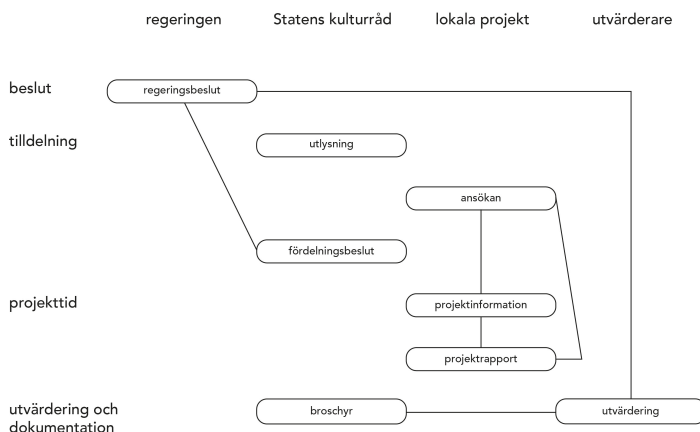 regeringen Statens kulturråd lokala projekt utvärderare
beslut regeringsbeslut
tilldelning utlysning
ansökan
fördelningsbeslut
projekttid projektinformation
projektrapport
utvärdering och broschyr utvärdering
dokumentation